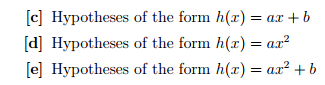 [c] Hypotheses of the form h(x) = ax + b
[d] Hypotheses of the form h(x) = ax²
[e] Hypotheses of the form h(x) = ax² + b